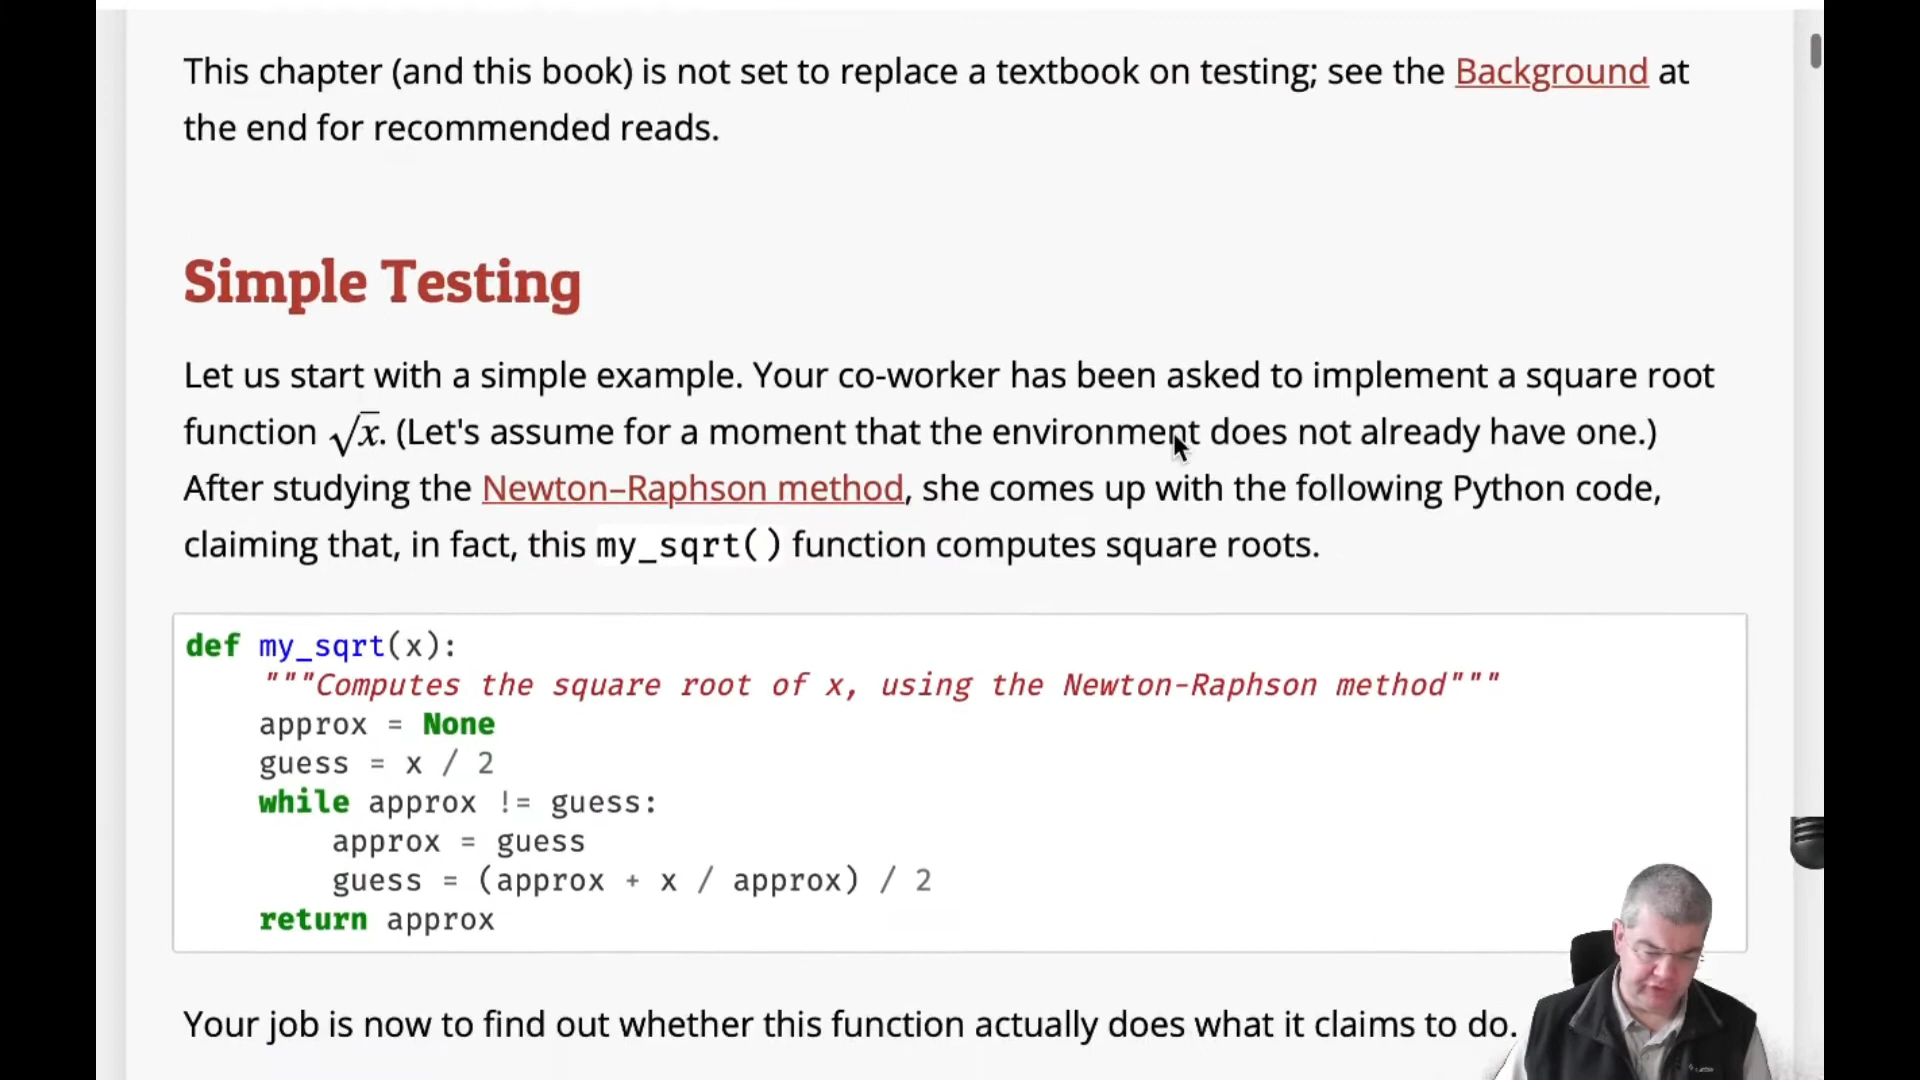 This chapter (and this book) is not set to replace a textbook on testing; see the Background at
the end for recommended reads.
Simple Testing
Let us start with a simple example. Your co-worker has been asked to implement a square root
function √x. (Let's assume for a moment that the environment does not already have one.)
After studying the Newton–Raphson method, she comes up with the following Python code,
claiming that, in fact, this my_sqrt() function computes square roots.
def my_sqrt(x):
    """Computes the square root of x, using the Newton-Raphson method"""
    approx = None
    guess = x / 2
    while approx != guess:
        approx = guess
        guess = (approx + x / approx) / 2
    return approx
Your job is now to find out whether this function actually does what it claims to do.